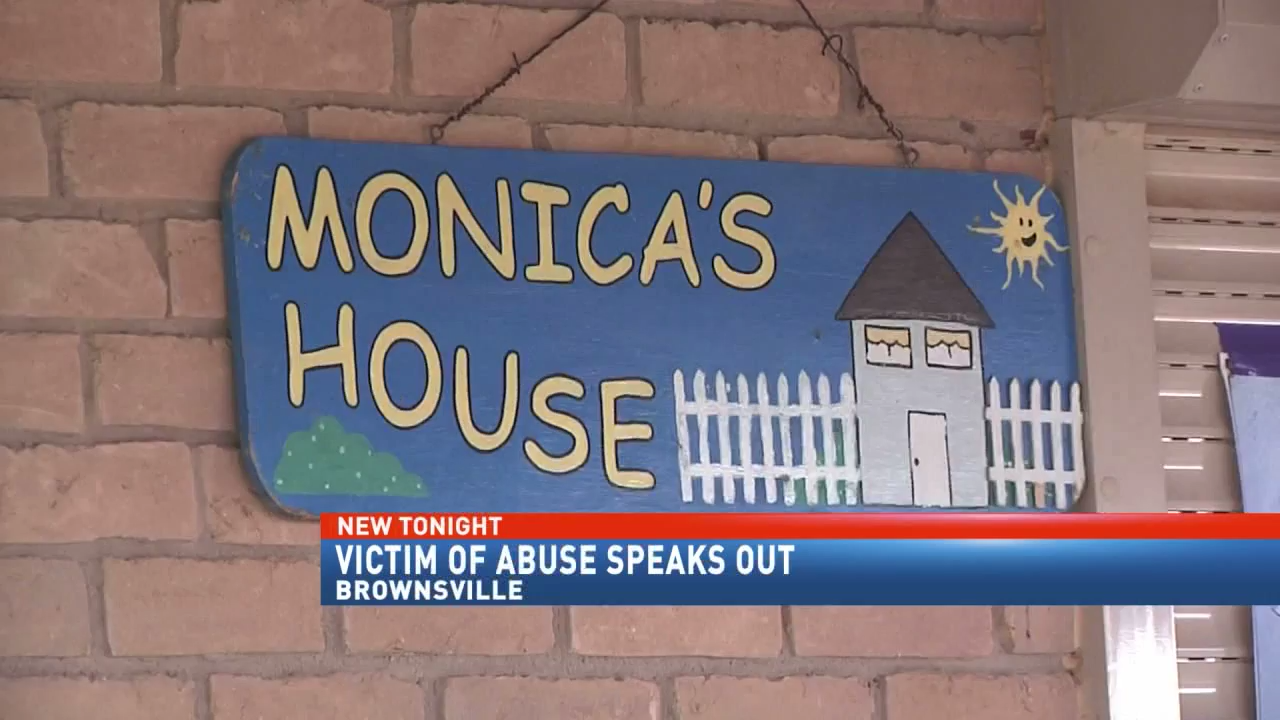 MONICA'S
HOUSE
NEW TONIGHT
VICTIM OF ABUSE SPEAKS OUT
BROWNSVILLE